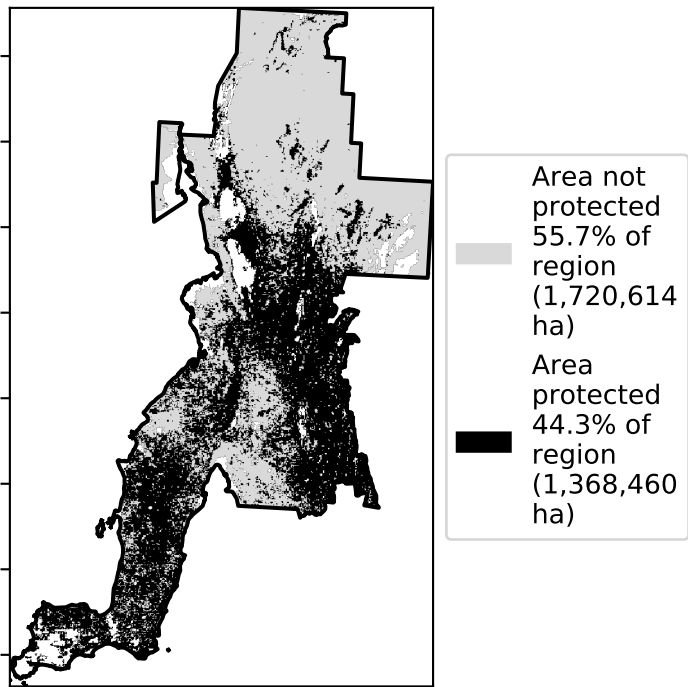 Area not
protected
55.7% of
region
(1,720,614
ha)
Area
protected
44.3% of
region
(1,368,460
ha)